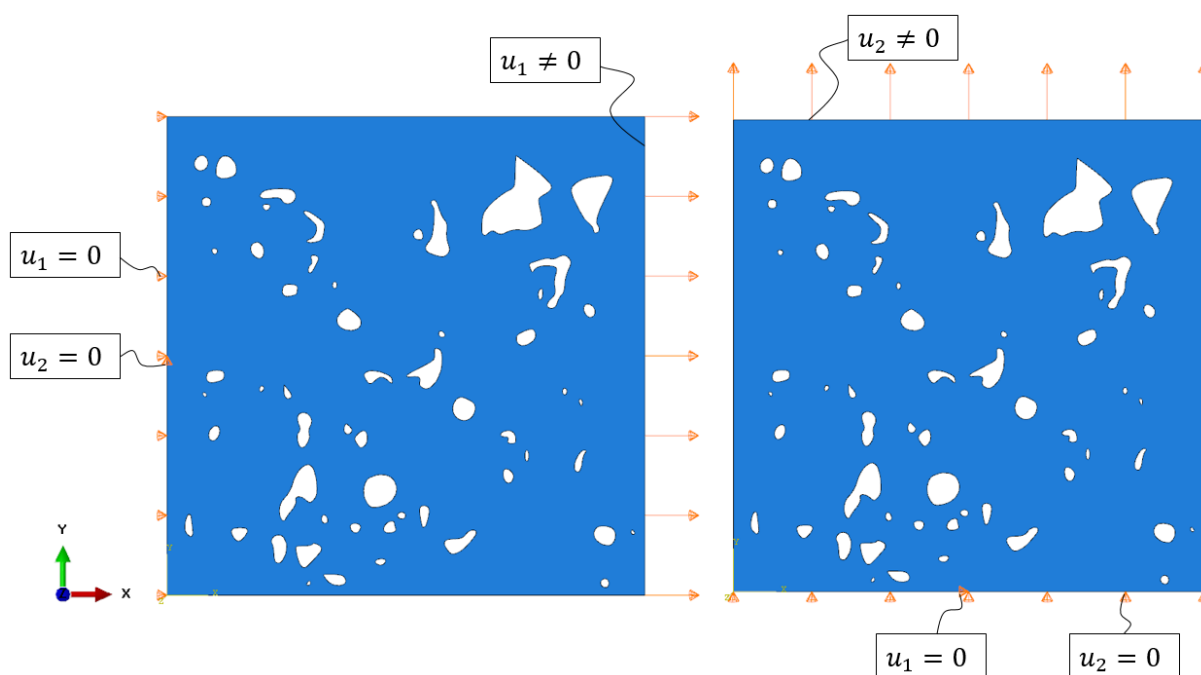 u₁ ≠ 0
u₂ ≠ 0
u₁ = 0
u₂ = 0
Y
X
Y
X
Y
X
u₁ = 0
u₂ = 0